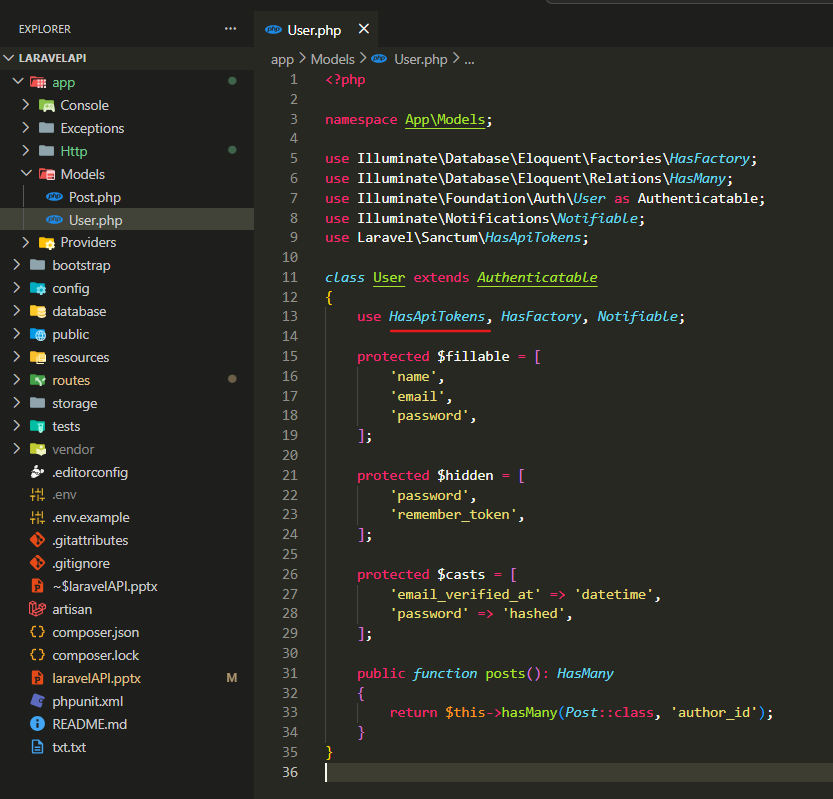 EXPLORER
...
LARAVELAPI
app
Console
Exceptions
Http
Models
Post.php
User.php
Providers
bootstrap
config
database
public
resources
routes
storage
tests
vendor
.editorconfig
.env
.env.example
.gitattributes
.gitignore
~$laravelAPI.pptx
artisan
composer.json
composer.lock
laravelAPI.pptx M
phpunit.xml
README.md
txt.txt
php User.php
app > Models > php User.php > ...
1 <?php
2
3 namespace App\Models;
4
5 use Illuminate\Database\Eloquent\Factories\HasFactory;
6 use Illuminate\Database\Eloquent\Relations\HasMany;
7 use Illuminate\Foundation\Auth\User as Authenticatable;
8 use Illuminate\Notifications\Notifiable;
9 use Laravel\Sanctum\HasApiTokens;
10
11 class User extends Authenticatable
12 {
13     use HasApiTokens, HasFactory, Notifiable;
14
15     protected $fillable = [
16         'name',
17         'email',
18         'password',
19     ];
20
21     protected $hidden = [
22         'password',
23         'remember_token',
24     ];
25
26     protected $casts = [
27         'email_verified_at' => 'datetime',
28         'password' => 'hashed',
29     ];
30
31     public function posts(): HasMany
32     {
33         return $this->hasMany(Post::class, 'author_id');
34     }
35 }
36